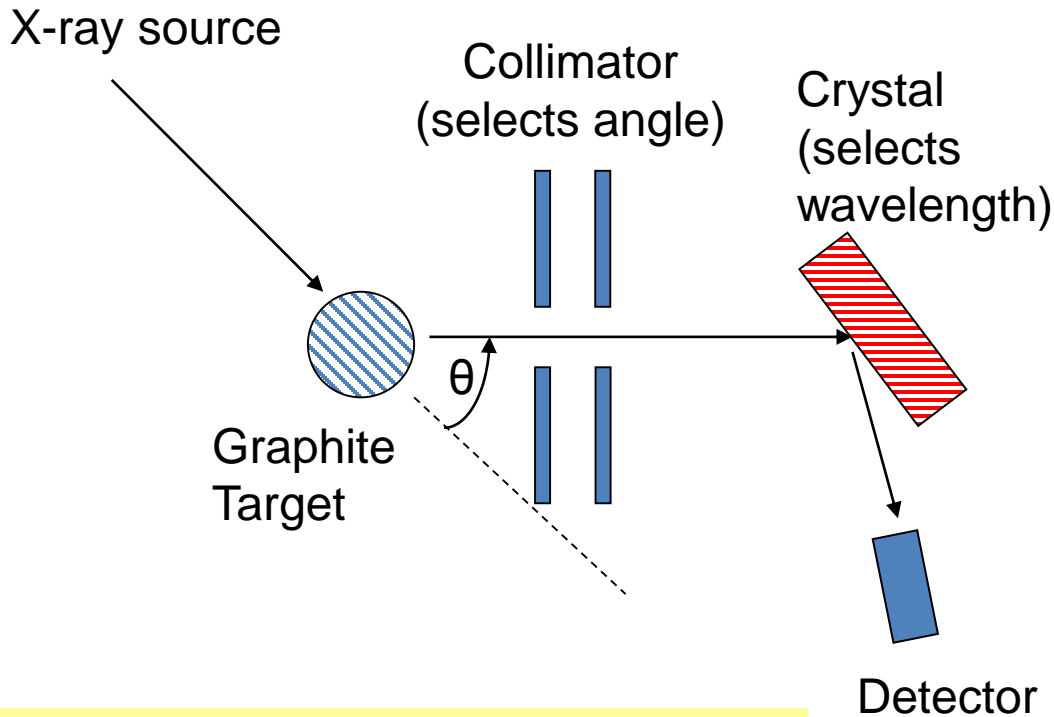 X-ray source
Collimator
(selects angle)
Crystal
(selects
wavelength)
θ
Graphite
Target
Detector